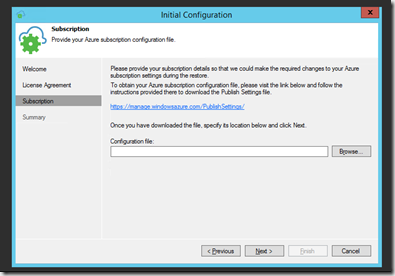 Initial Configuration
x
Subscription
Provide your Azure subscription configuration file.
Welcome
License Agreement
Subscription
Summary
Please provide your subscription details so that we could make the required changes to your Azure
subscription settings during the restore.
To obtain your Azure subscription configuration file, please visit the link below and follow the
instructions provided there to download the Publish Settings file.
https://manage.windowsazure.com/PublishSettings/
Once you have downloaded the file, specify its location below and click Next.
Configuration file:
Browse...
< Previous
Next >
Finish
Cancel